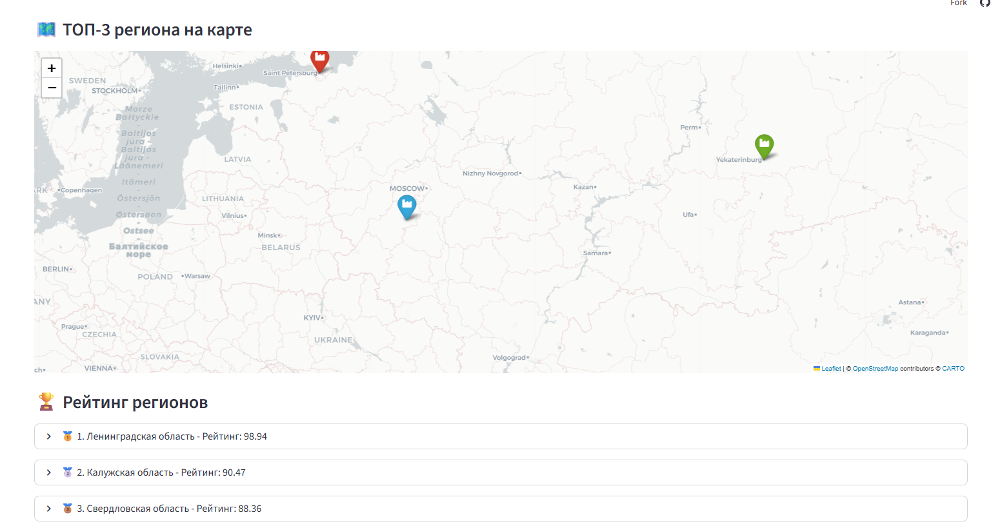 Fork
ТОП-3 региона на карте
+
−
Helsinki
Saint Petersburg
SWEDEN
STOCKHOLM
Tallinn
ESTONIA
Morze
Bałtyckie
-
Baltijos
jūra -
Baltijas
jūra -
Läänemeri
-
Itämeri
-
Östersjön
-
Østersøen
-
Ostsee
-
Балтийское
море
Perm
Yekaterinburg
LATVIA
Nizhny Novgorod
MOSCOW
Kazan
RK
Copenhagen
LITHUANIA
Vilnius
Ufa
Minsk
BELARUS
Samara
BERLIN
POLAND
Warsaw
ANY
Astana
KYIV
Prague
CZECHIA
UKRAINE
Karaganda
SLOVAKIA
Volgograd
ch
VIENNA
Leaflet | © OpenStreetMap contributors © CARTO
Рейтинг регионов
1. Ленинградская область - Рейтинг: 98.94
2. Калужская область - Рейтинг: 90.47
3. Свердловская область - Рейтинг: 88.36